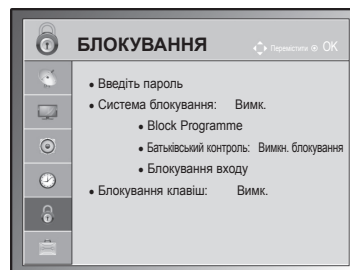 БЛОКУВАННЯ
Перемістити OK
• Введіть пароль
• Система блокування: Вимк.
• Block Programme
• Батьківський контроль: Вимкн. блокування
• Блокування входу
• Блокування клавіш: Вимк.